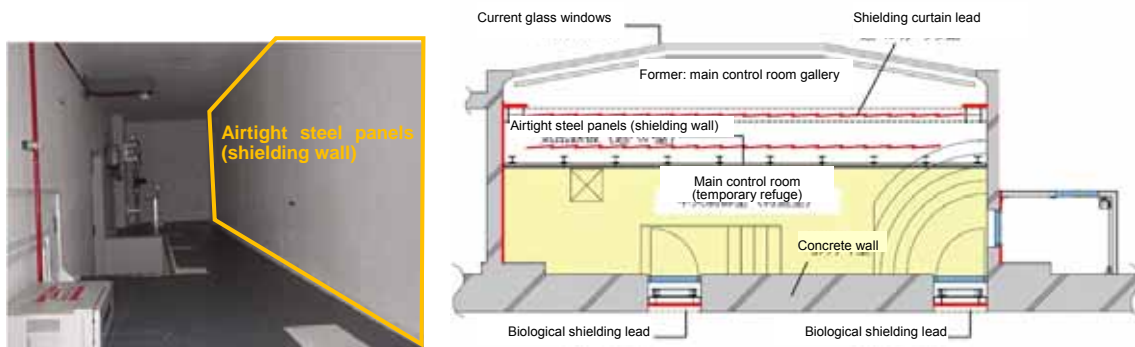 Airtight steel panels
(shielding wall)
Current glass windows
Shielding curtain lead
Former: main control room gallery
Airtight steel panels (shielding wall)
Main control room
(temporary refuge)
Concrete wall
Biological shielding lead
Biological shielding lead